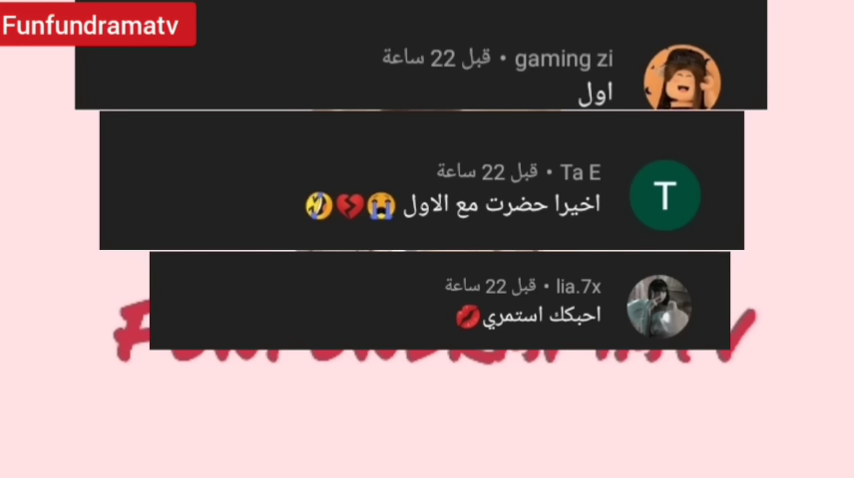 Funfundramatv
gaming zi • قبل 22 ساعة
اول
Ta E • قبل 22 ساعة
T
اخيرا حضرت مع الاول 😭💔🤣
lia.7x • قبل 22 ساعة
احبكك استمري💋